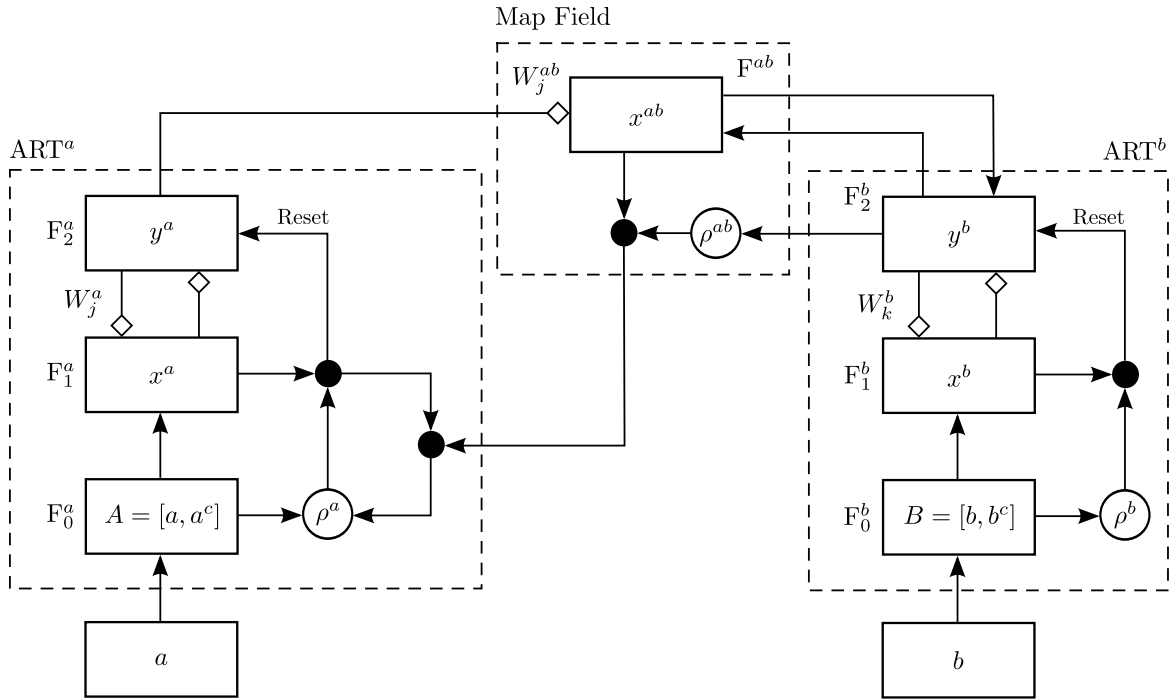 Map Field
W_j^{ab}
F^{ab}
x^{ab}
ART^a
ART^b
F_2^a
y^a
Reset
ρ^{ab}
F_2^b
y^b
Reset
W_j^a
W_k^b
F_1^a
x^a
F_1^b
x^b
F_0^a
A = [a, a^c]
ρ^a
F_0^b
B = [b, b^c]
ρ^b
a
b